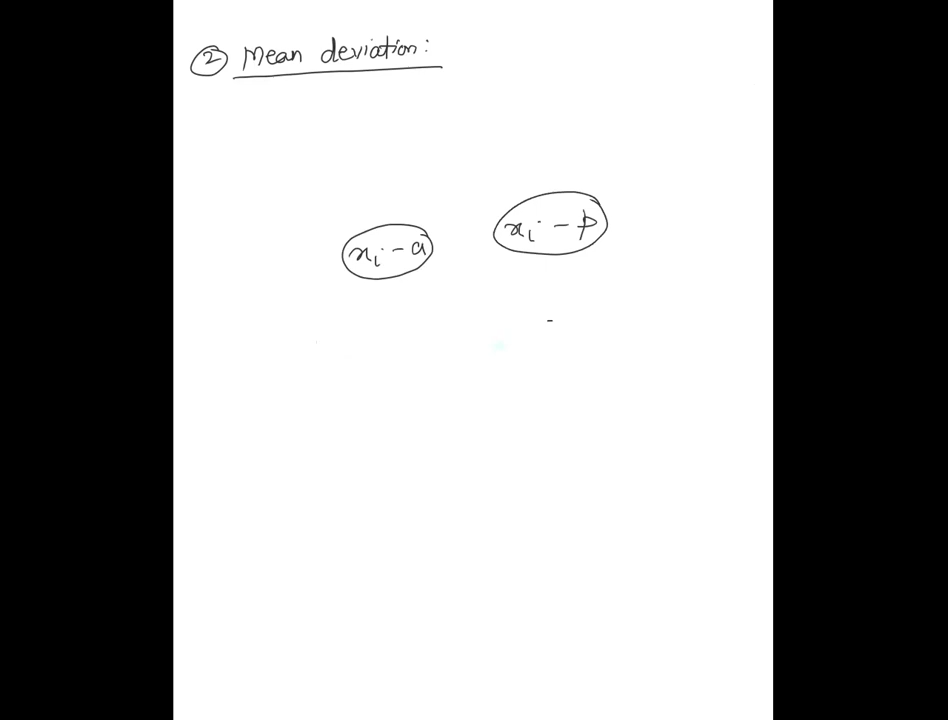 ② Mean deviation:
xᵢ - a
xᵢ - p
-